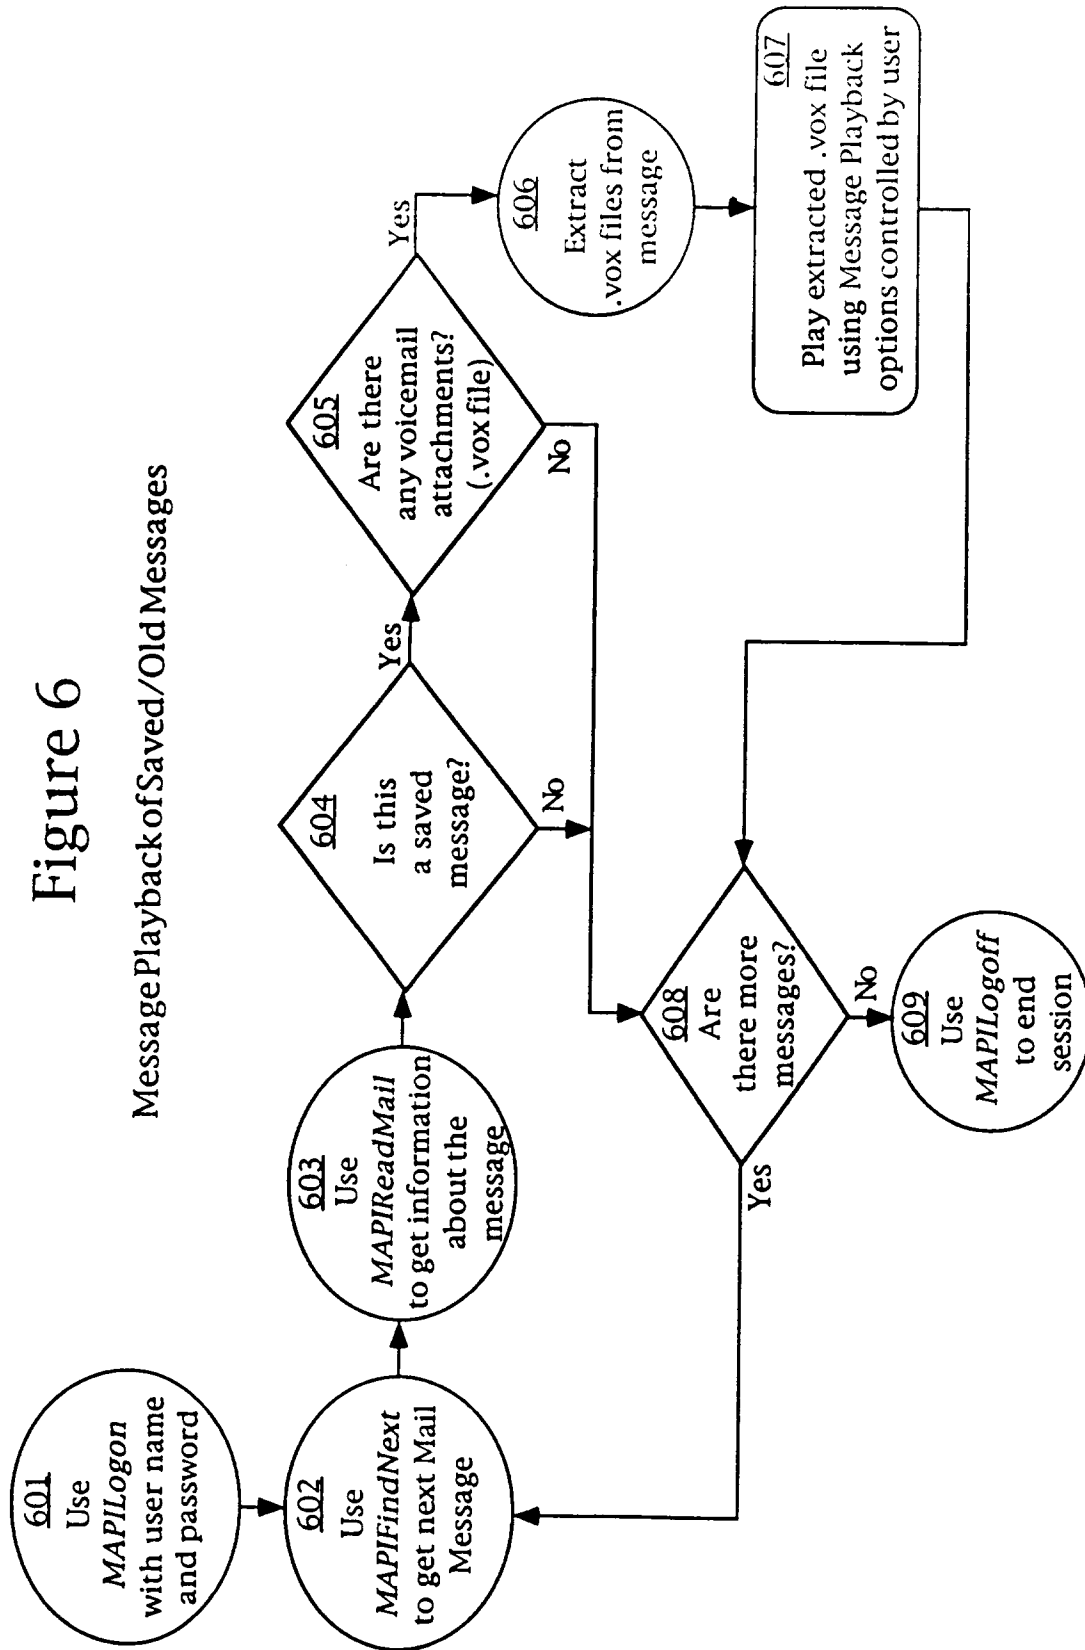 Figure 6
Message Playback of Saved/Old Messages
601
Use
MAPILogon
with user name
and password
602
Use
MAPIFindNext
to get next Mail
Message
603
Use
MAPIReadMail
to get information
about the
message
604
Is this
a saved
message?
Yes
No
605
Are there
any voicemail
attachments?
(.vox file)
Yes
No
606
Extract
.vox files from
message
607
Play extracted .vox file
using Message Playback
options controlled by user
608
Are
there more
messages?
Yes
No
609
Use
MAPILogoff
to end
session